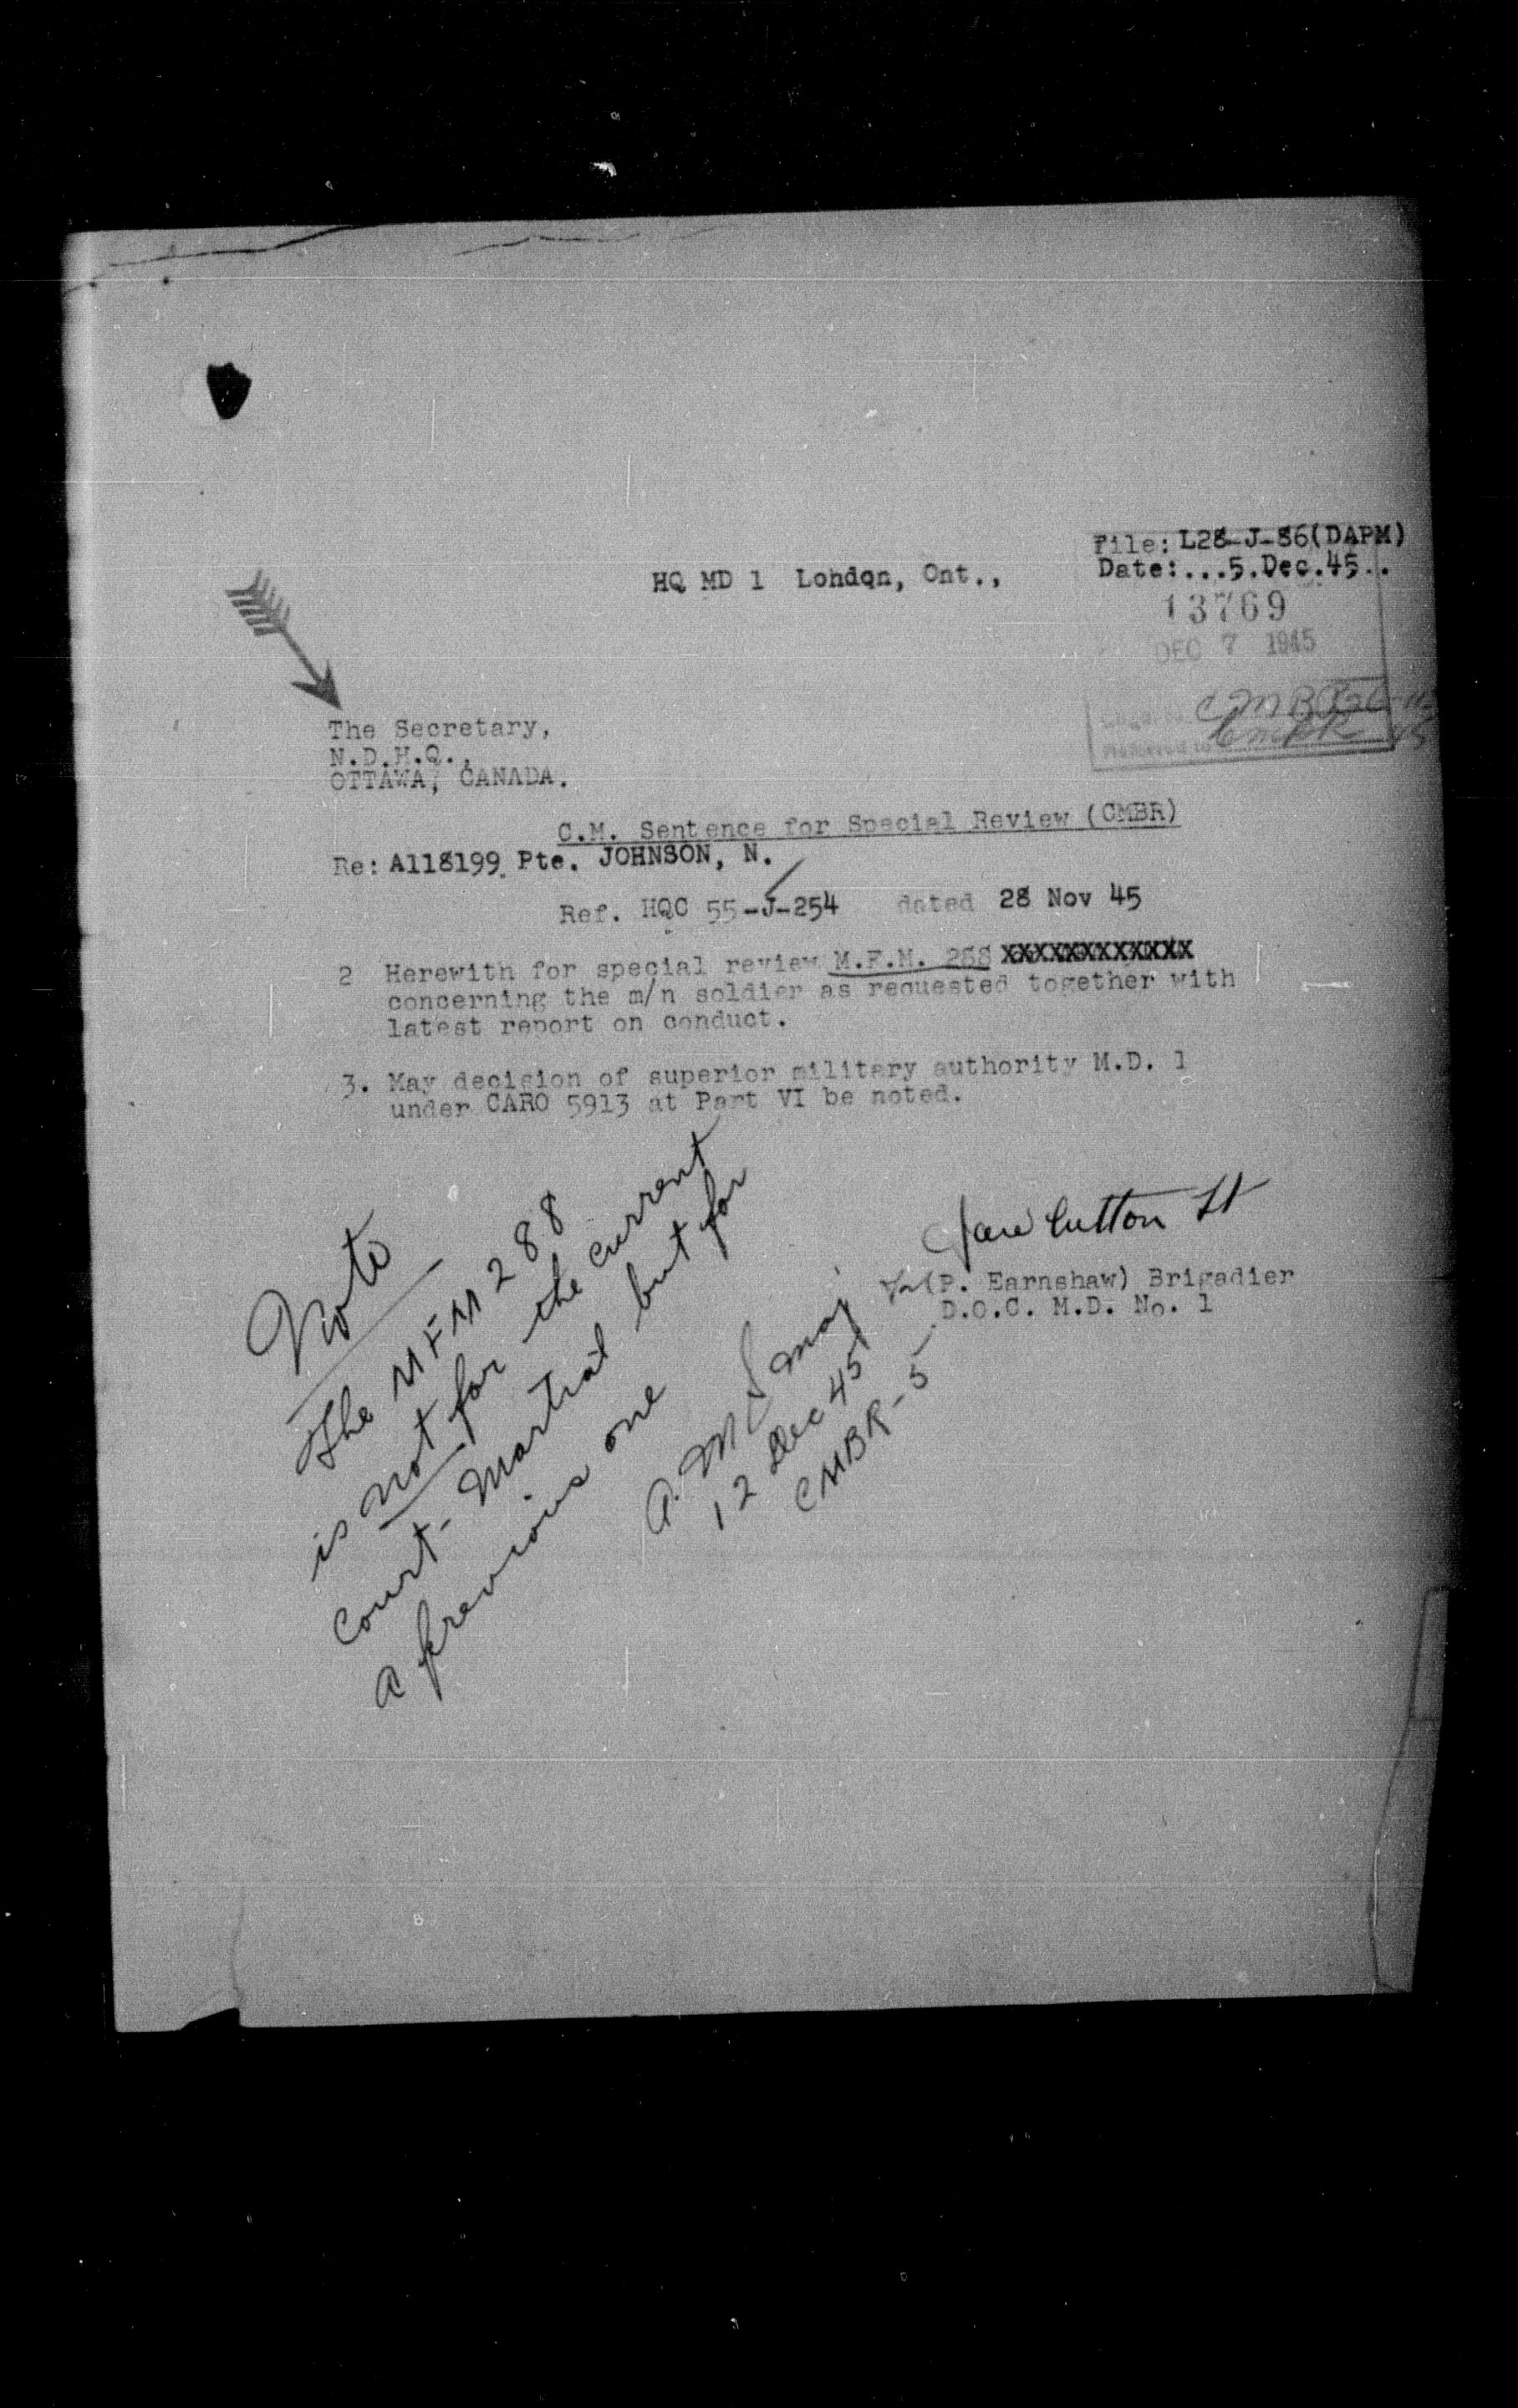 File: L28-J-86(DAPM)
HQ MD 1 London, Ont.,
Date:...5.Dec.45..
13769
DEC 7 1945
Referred to
The Secretary,
N.D.H.Q.,
OTTAWA, CANADA.
C.M. Sentence for Special Review (CMBR)
Re: A118199 Pte. JOHNSON, N.
Ref. HQC 55-J-254 dated 28 Nov 45
2 Herewith for special review M.F.M. 288 XXXXXXXXXXXX
concerning the m/n soldier as requested together with
latest report on conduct.
3. May decision of superior military authority M.D. 1
under CARO 5913 at Part VI be noted.
Lt
(P. Earnshaw) Brigadier
D.O.C. M.D. No. 1
Note
The MFM 288
is not for the current
Court-Martial but for
a previous one
Maj
12 Dec 45
CMBR-5